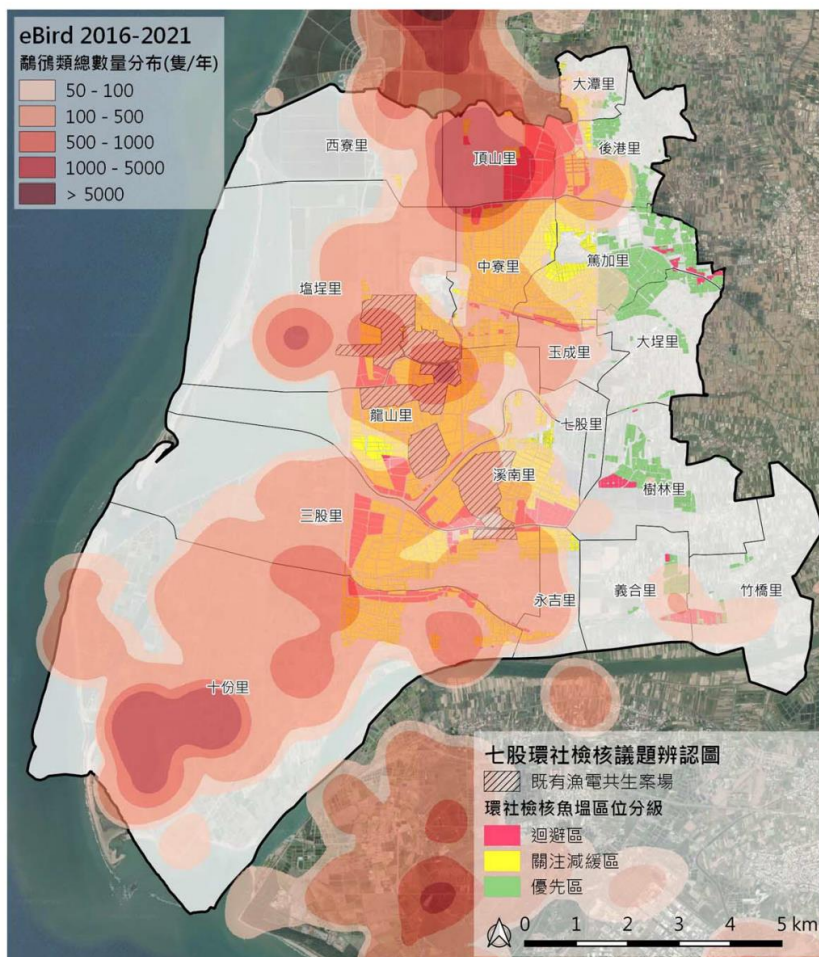 eBird 2016-2021
鷸鴴類總數量分布(隻/年)
50 - 100
100 - 500
500 - 1000
1000 - 5000
> 5000
大潭里
西寮里
頂山里
後港里
中寮里
篤加里
塩埕里
玉成里
大埕里
龍山里
七股里
溪南里
樹林里
三股里
永吉里
義合里
竹橋里
十份里
七股環社檢核議題辨認圖
既有漁電共生案場
環社檢核魚塭區位分級
迴避區
關注減緩區
優先區
0 1 2 3 4 5 km